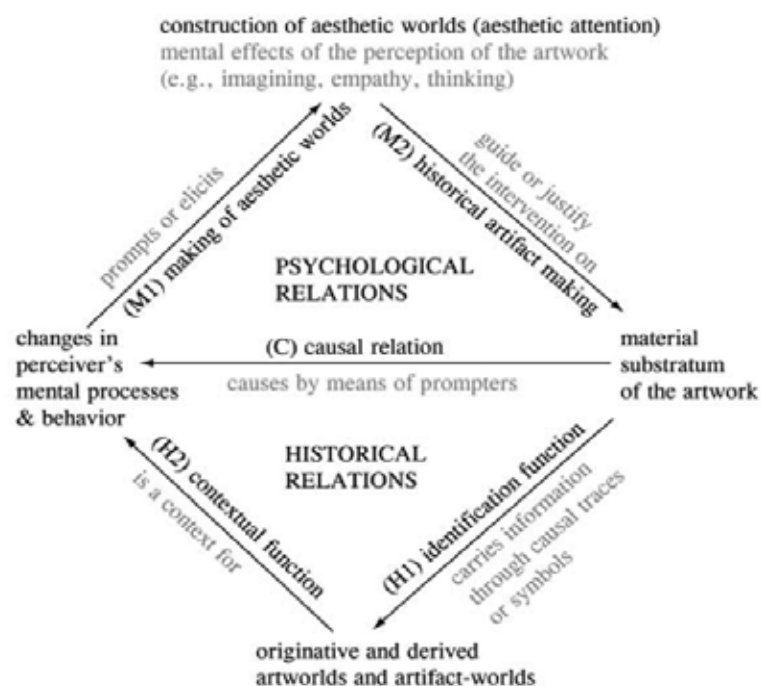 construction of aesthetic worlds (aesthetic attention)
mental effects of the perception of the artwork
(e.g., imagining, empathy, thinking)
prompts or elicits
(M1) making of aesthetic worlds
guide or justify
the intervention on
(M2) historical artifact making
PSYCHOLOGICAL
RELATIONS
changes in
perceiver's
mental processes
& behavior
(C) causal relation
causes by means of prompters
material
substratum
of the artwork
HISTORICAL
RELATIONS
(H2) contextual function
is a context for
(H1) identification function
carries information
through causal traces
or symbols
originative and derived
artworlds and artifact-worlds